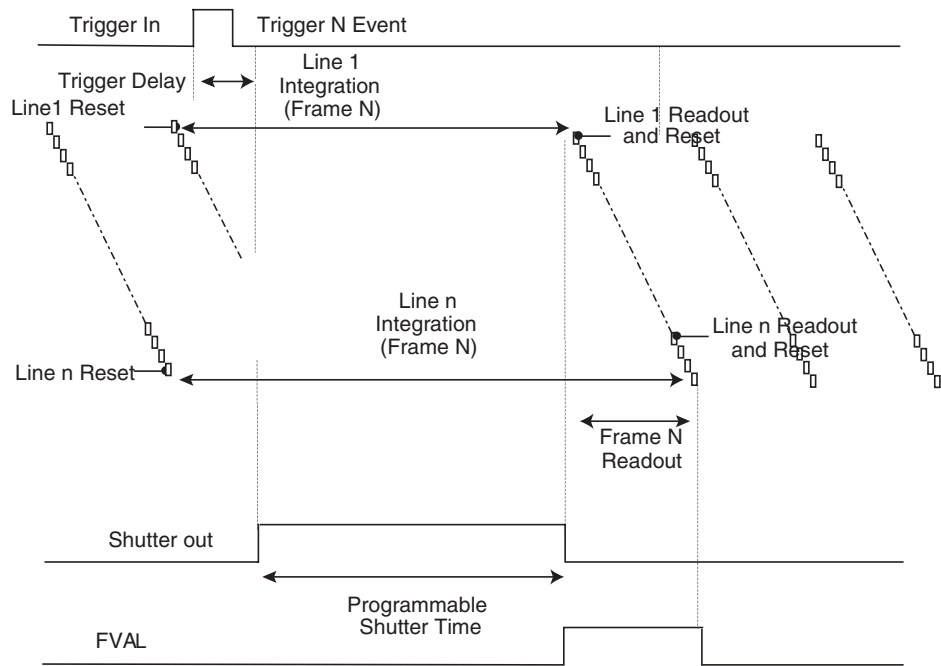 Trigger In
Trigger N Event
Trigger Delay
Line 1
Integration
(Frame N)
Line1 Reset
Line 1 Readout
and Reset
Line n
Integration
(Frame N)
Line n Readout
and Reset
Line n Reset
Frame N
Readout
Shutter out
Programmable
Shutter Time
FVAL